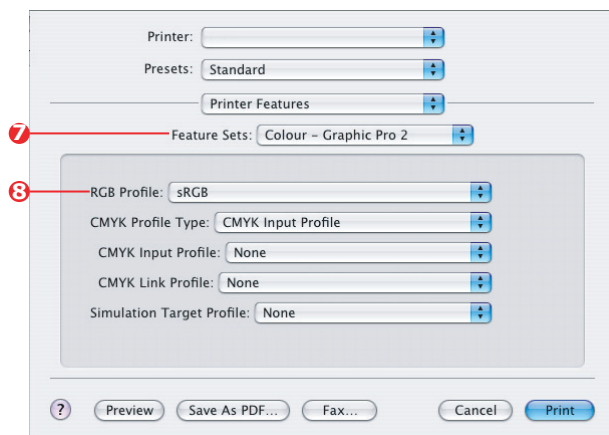 Printer:
Presets: Standard
Printer Features
7 Feature Sets: Colour – Graphic Pro 2
8 RGB Profile: sRGB
CMYK Profile Type: CMYK Input Profile
CMYK Input Profile: None
CMYK Link Profile: None
Simulation Target Profile: None
? Preview Save As PDF... Fax... Cancel Print